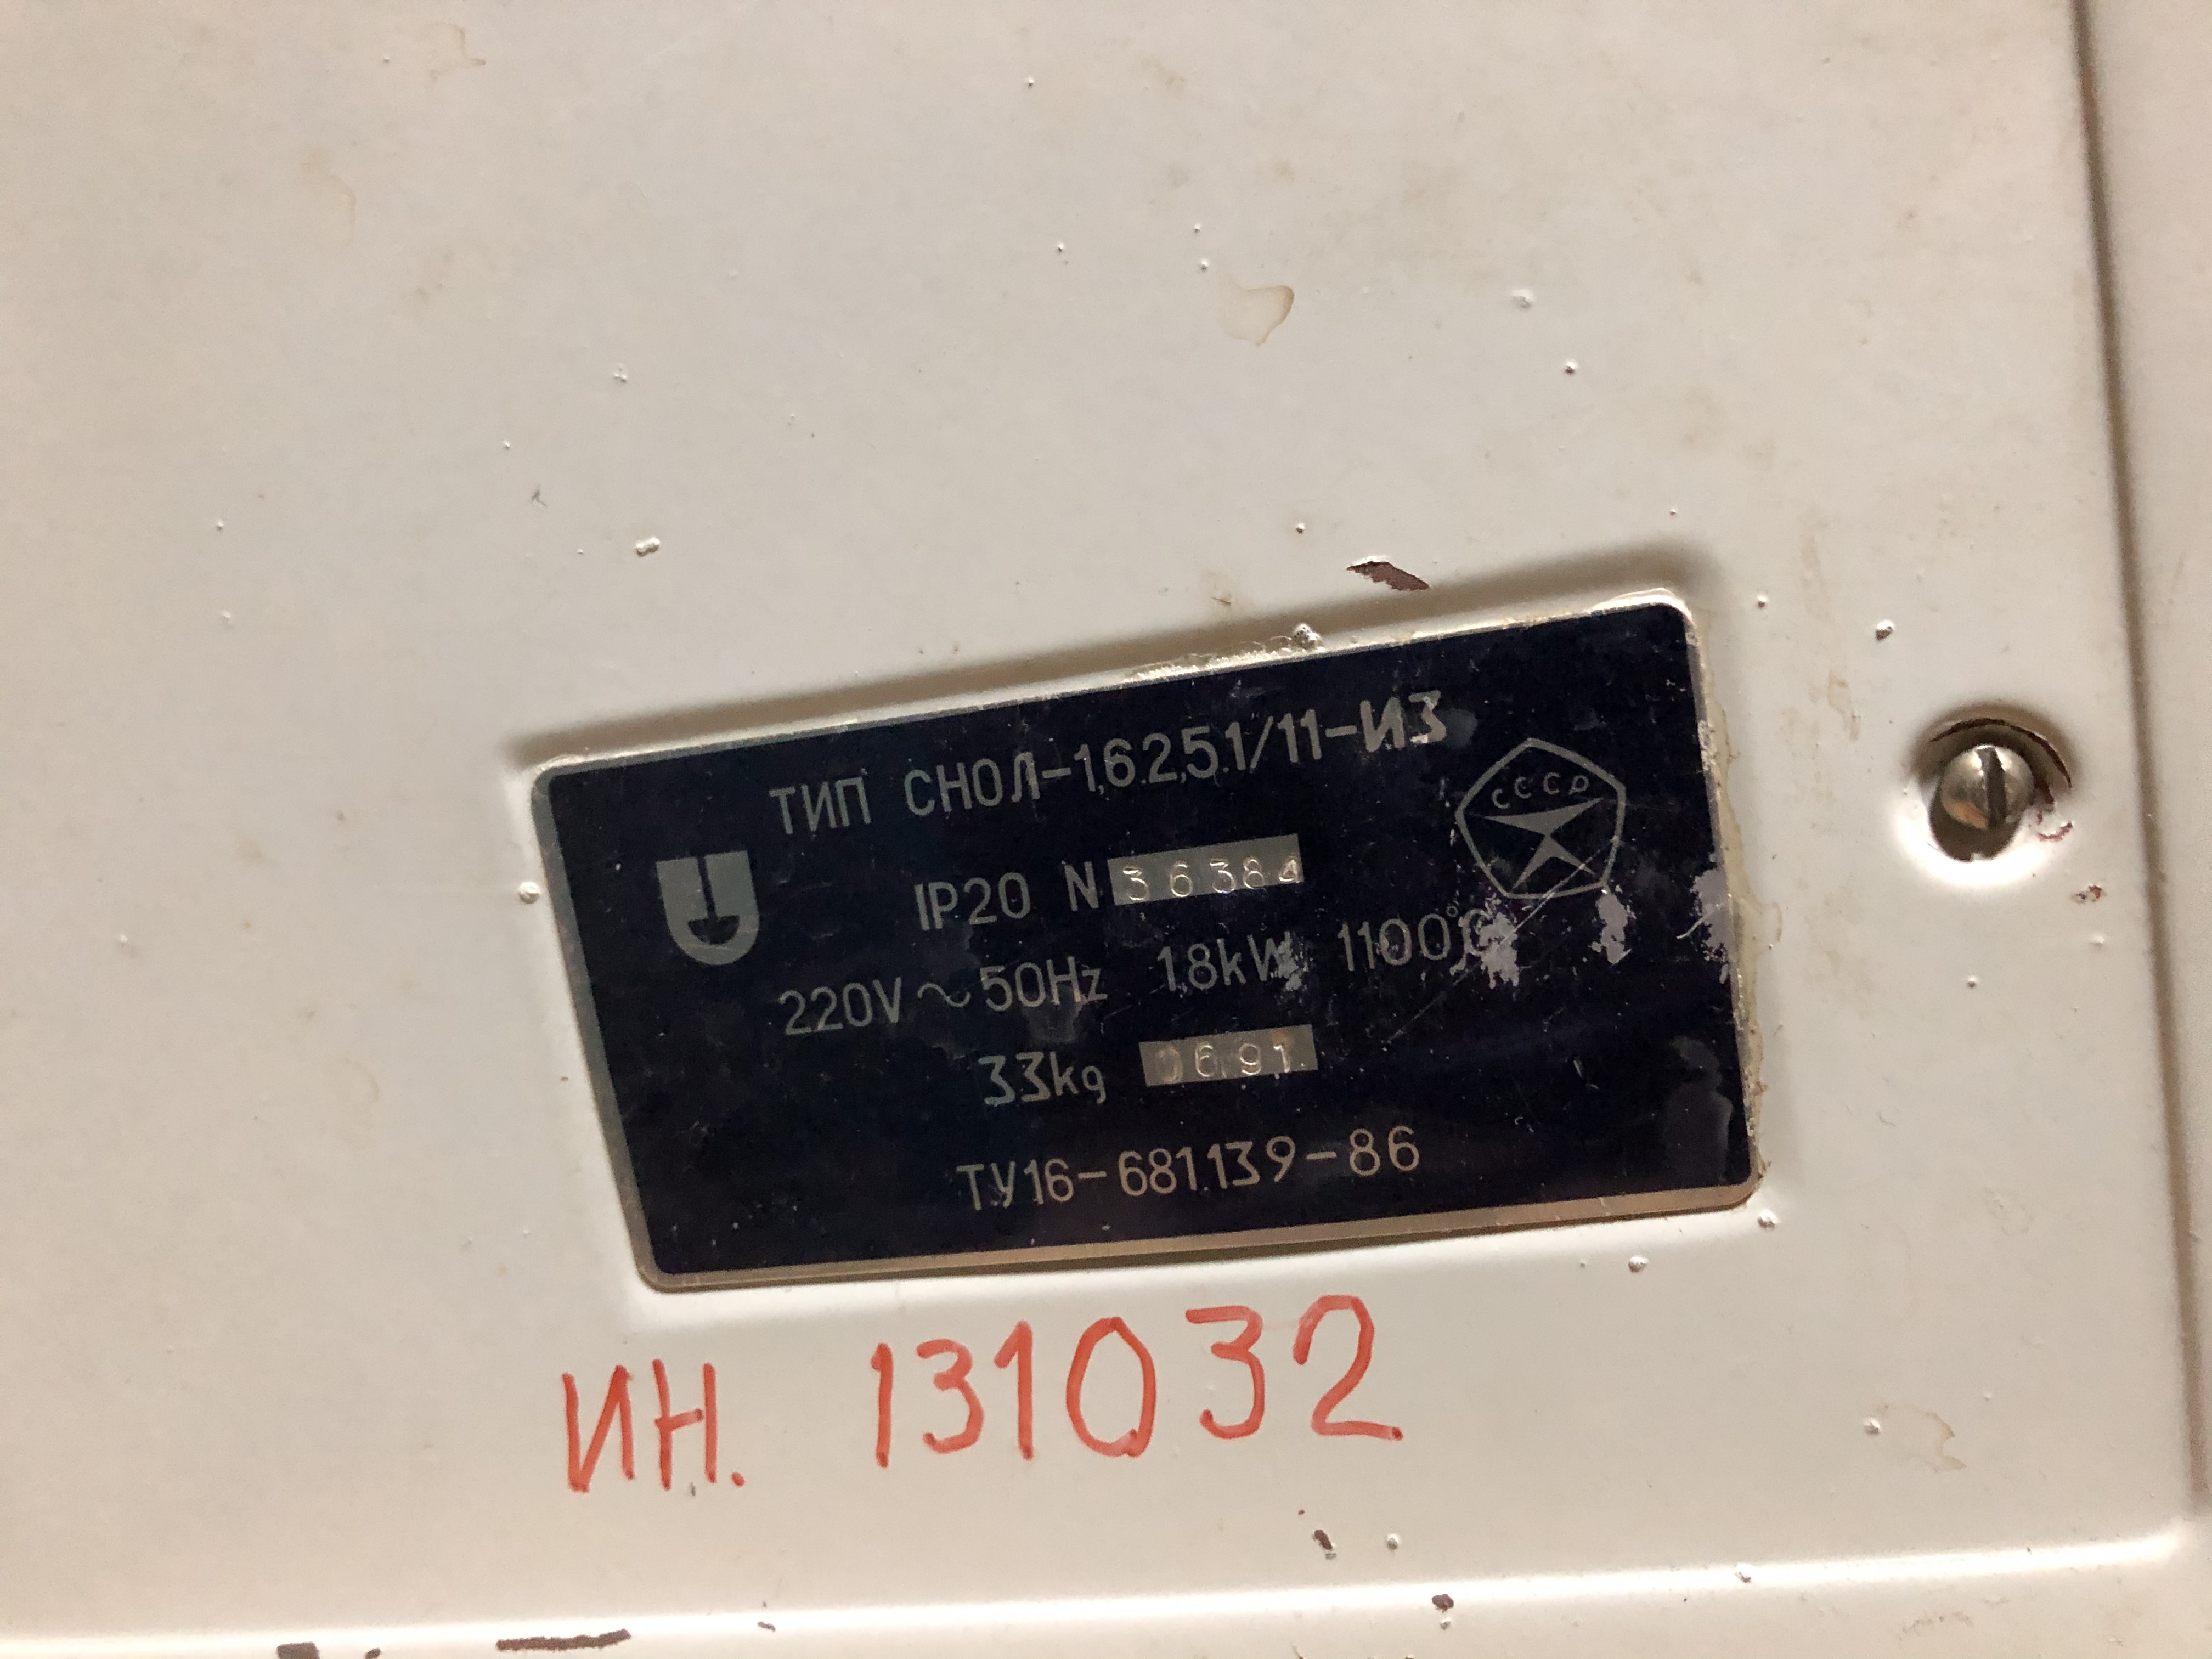 ТИП СНОЛ-1,6.2,5.1/11-И3
СССР
IP20 N 36384
220V ~ 50Hz 1,8kW 1100°C
33kg 0691
ТУ16-681.139-86
ИН. 131032